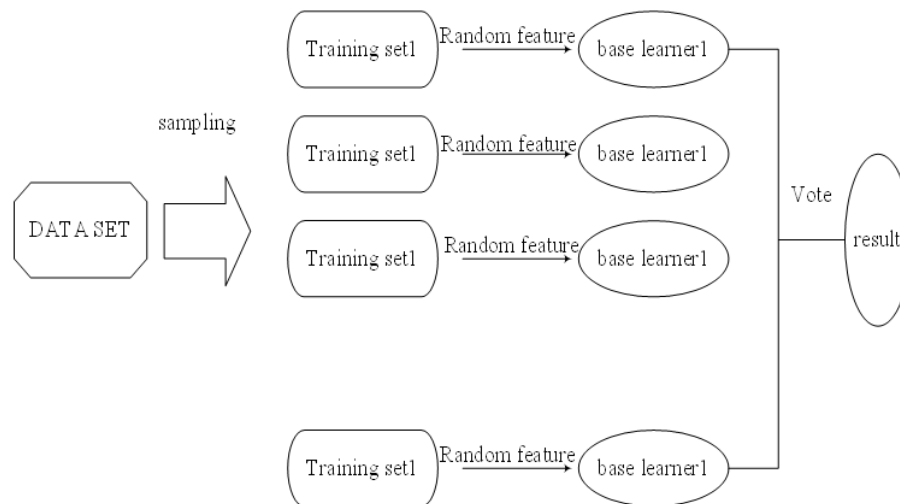 Training set1
Random feature
base learner1
sampling
Training set1
Random feature
base learner1
DATA SET
Training set1
Random feature
base learner1
Vote
result
Training set1
Random feature
base learner1